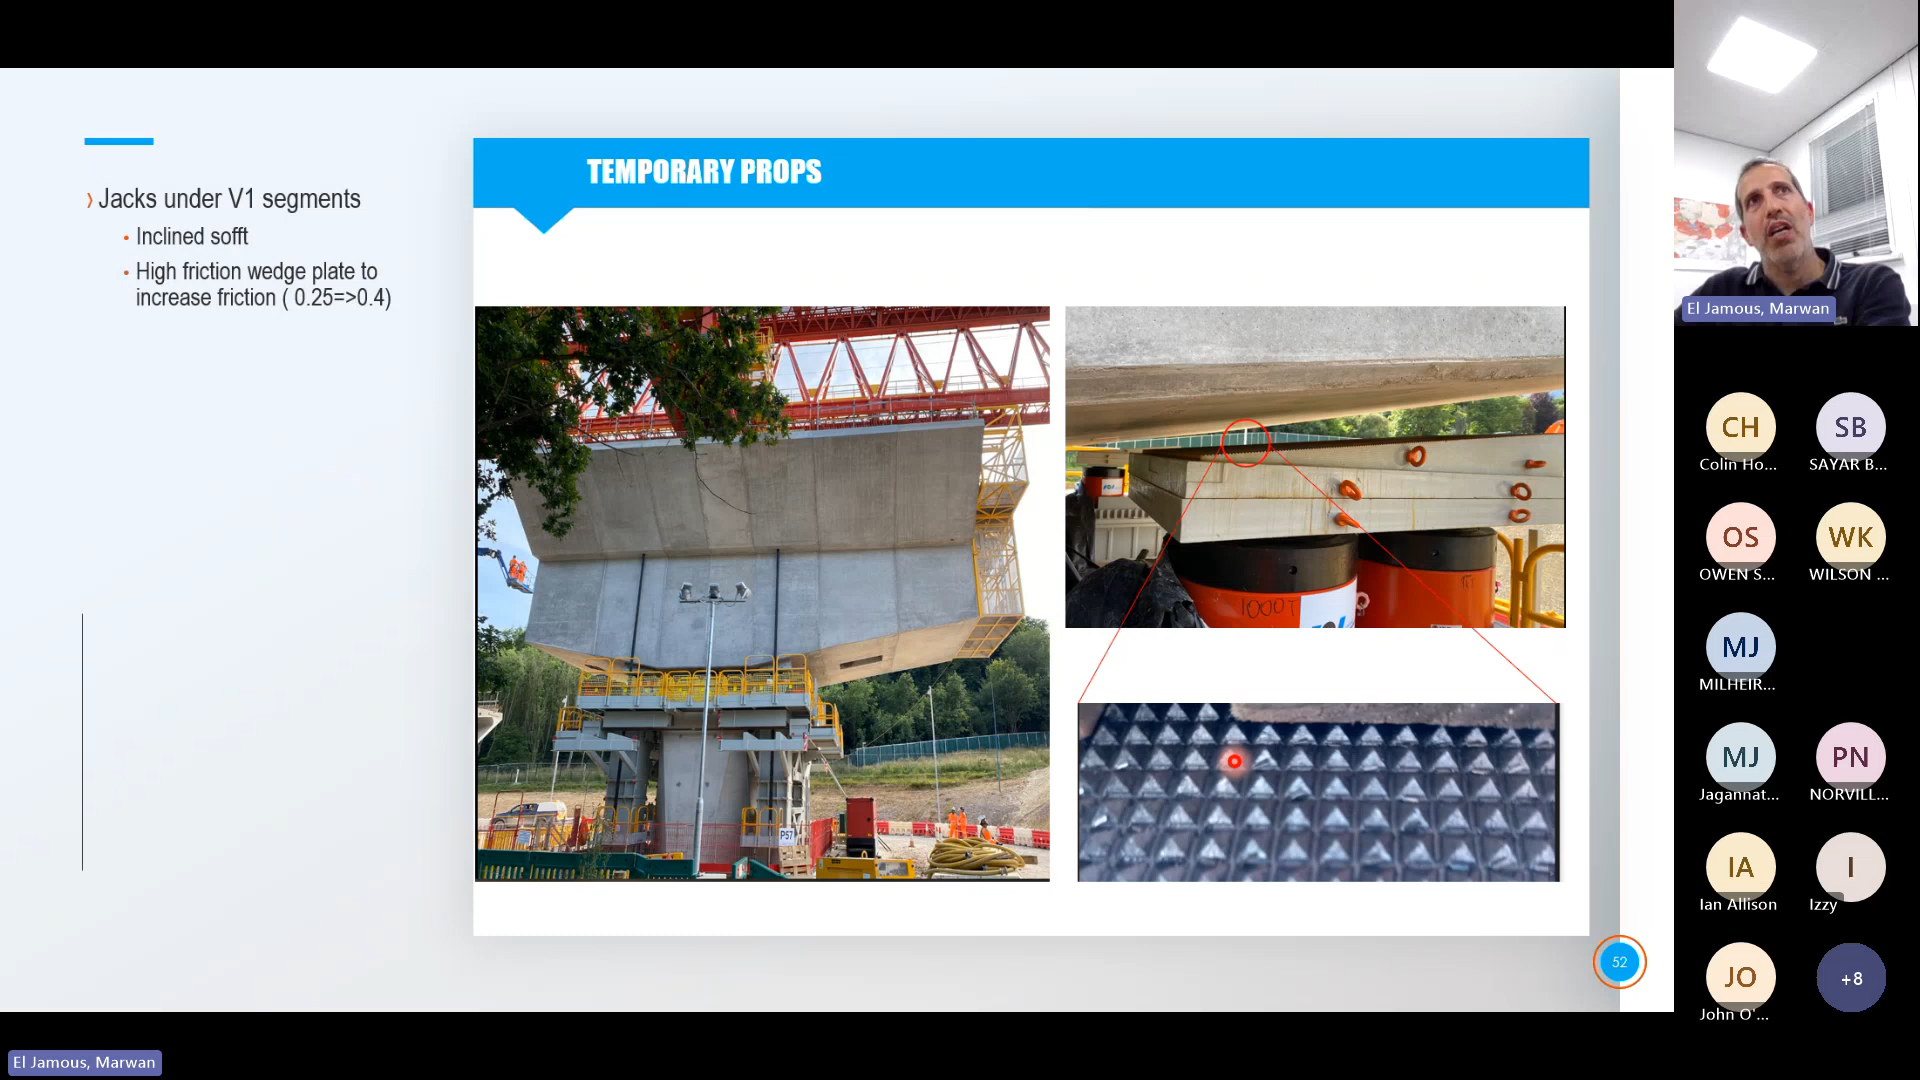 TEMPORARY PROPS
› Jacks under V1 segments
• Inclined sofft
• High friction wedge plate to
increase friction ( 0.25=>0.4)
P57
52
El Jamous, Marwan
CH
Colin Ho...
SB
SAYAR B...
OS
OWEN S...
WK
WILSON ...
MJ
MILHEIR...
MJ
Jagannat...
PN
NORVILL...
IA
Ian Allison
I
Izzy
JO
John O'...
+8
El Jamous, Marwan